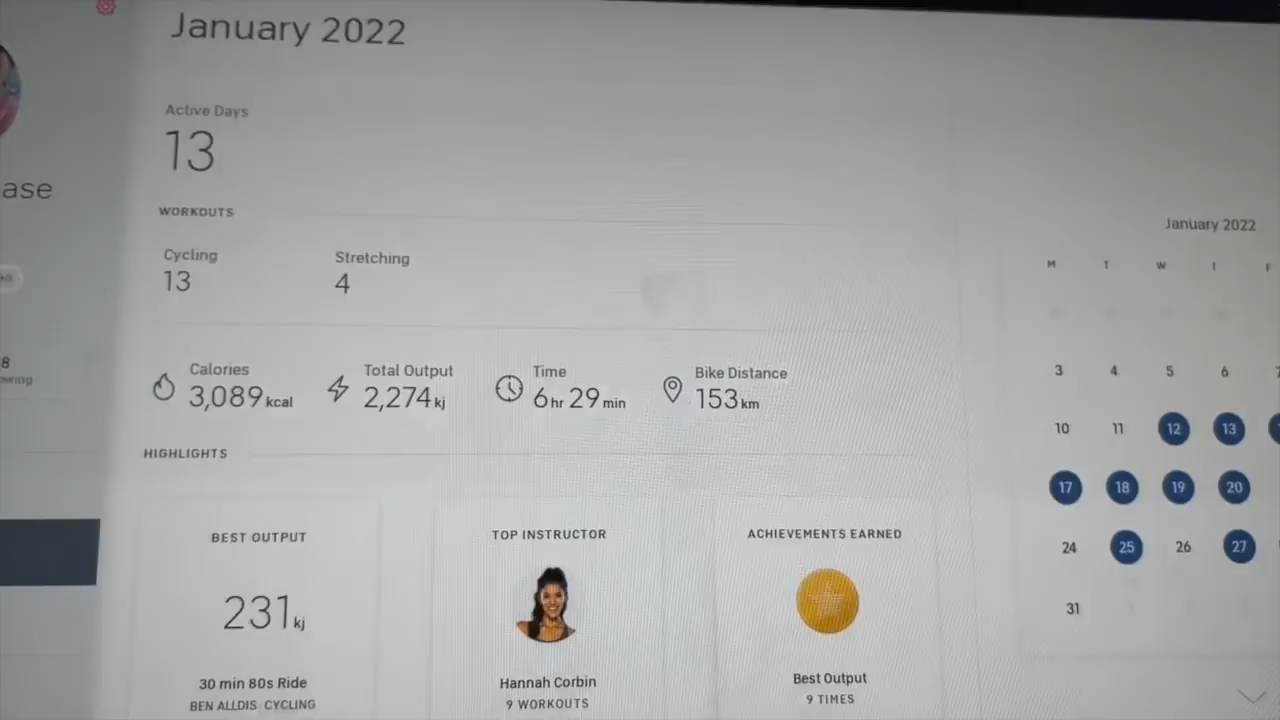 January 2022
Active Days
13
ase
WORKOUTS
Cycling
13
Stretching
4
Calories
3,089 kcal
Total Output
2,274 kj
Time
6 hr 29 min
Bike Distance
153 km
HIGHLIGHTS
BEST OUTPUT
231 kj
30 min 80s Ride
BEN ALLDIS CYCLING
TOP INSTRUCTOR
Hannah Corbin
9 WORKOUTS
ACHIEVEMENTS EARNED
Best Output
9 TIMES
January 2022
M T W T F
3 4 5 6 7
10 11 12 13
17 18 19 20
24 25 26 27
31